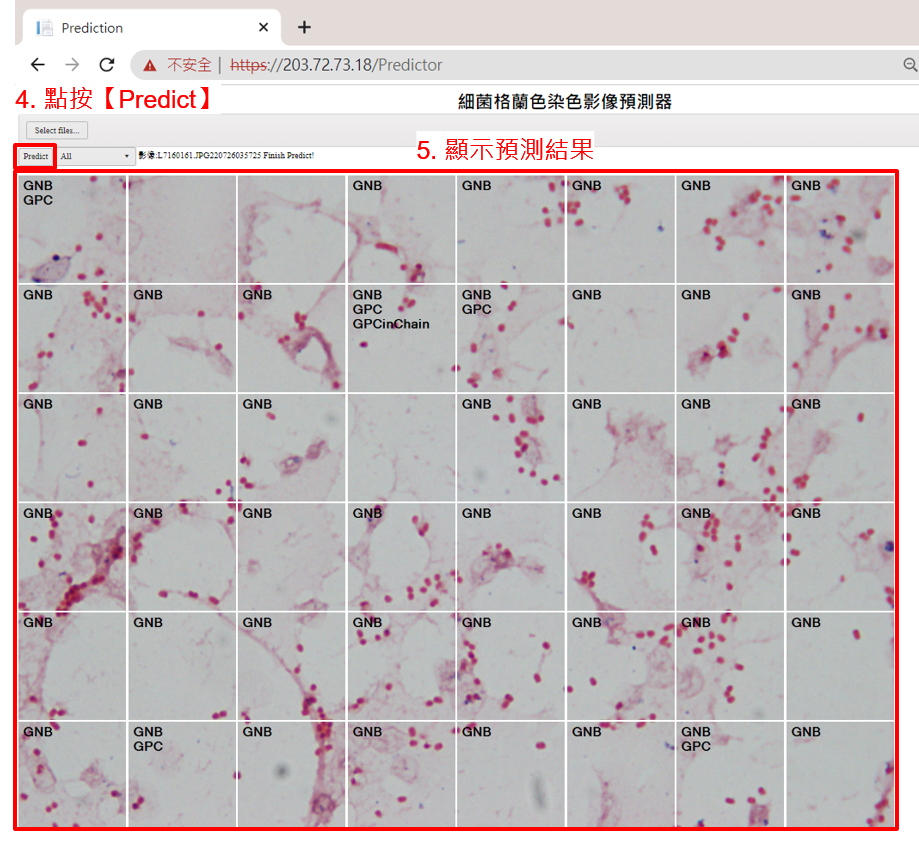 Prediction
不安全 | https://203.72.73.18/Predictor
4. 點按【Predict】
細菌格蘭色染色影像預測器
Select files...
5. 顯示預測結果
Predict All 影像:L7160161.JPG220726035725 Finish Predict!
GNB GNB GNB GNB GNB GNB
GPC
GNB GNB GNB GNB GNB GNB GNB GNB
GPC GPC
GPCinChain
GNB GNB GNB GNB GNB GNB GNB
GNB GNB GNB GNB GNB GNB GNB GNB
GNB GNB GNB GNB GNB GNB GNB GNB
GNB GNB GNB GNB GNB GNB GNB GNB
GPC GPC